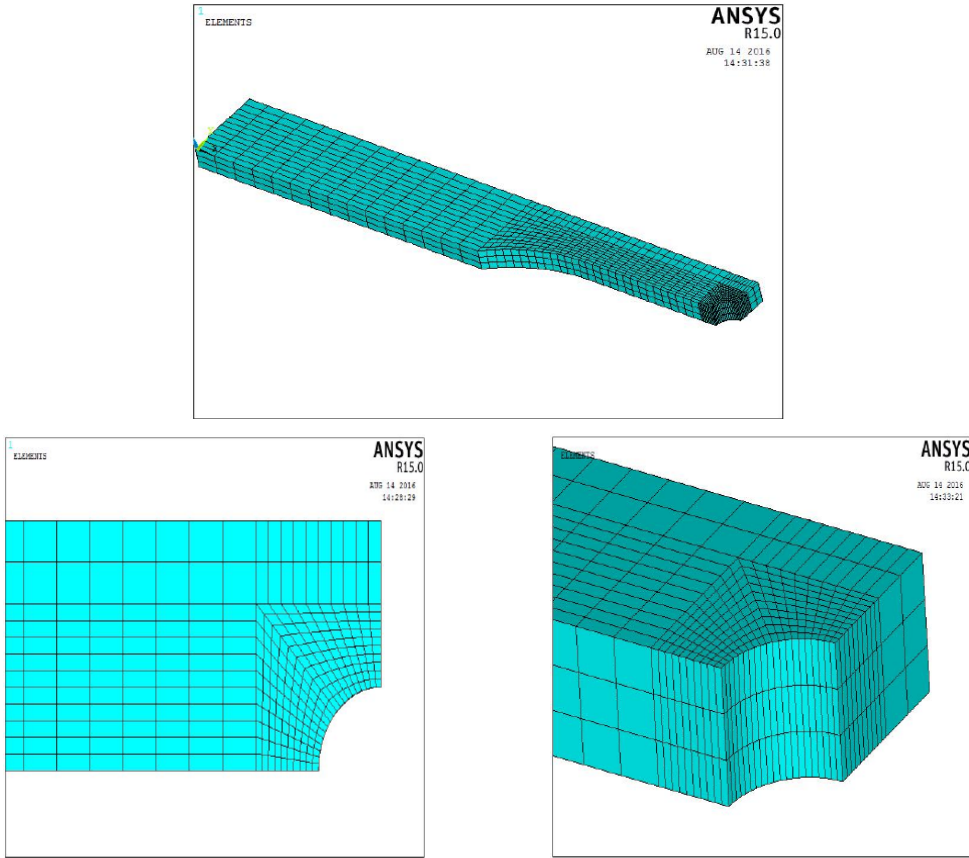 1
ELEMENTS
ANSYS
R15.0
AUG 14 2016
14:31:38
X
1
ELEMENTS
ANSYS
R15.0
AUG 14 2016
14:28:29
ELEMENTS
ANSYS
R15.0
AUG 14 2016
14:33:21